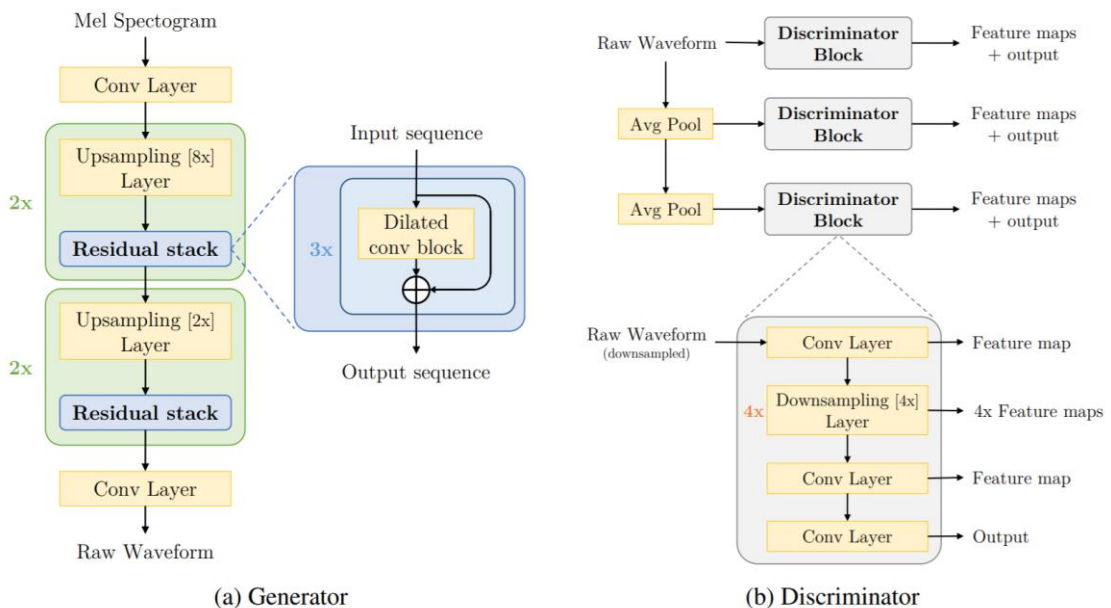 Mel Spectogram
Conv Layer
2x
Upsampling [8x]
Layer
Residual stack
2x
Upsampling [2x]
Layer
Residual stack
Conv Layer
Raw Waveform
Input sequence
3x
Dilated
conv block
Output sequence
(a) Generator
Raw Waveform
Discriminator
Block
Feature maps
+ output
Avg Pool
Discriminator
Block
Feature maps
+ output
Avg Pool
Discriminator
Block
Feature maps
+ output
Raw Waveform
(downsampled)
Conv Layer
Feature map
4x
Downsampling [4x]
Layer
4x Feature maps
Conv Layer
Feature map
Conv Layer
Output
(b) Discriminator